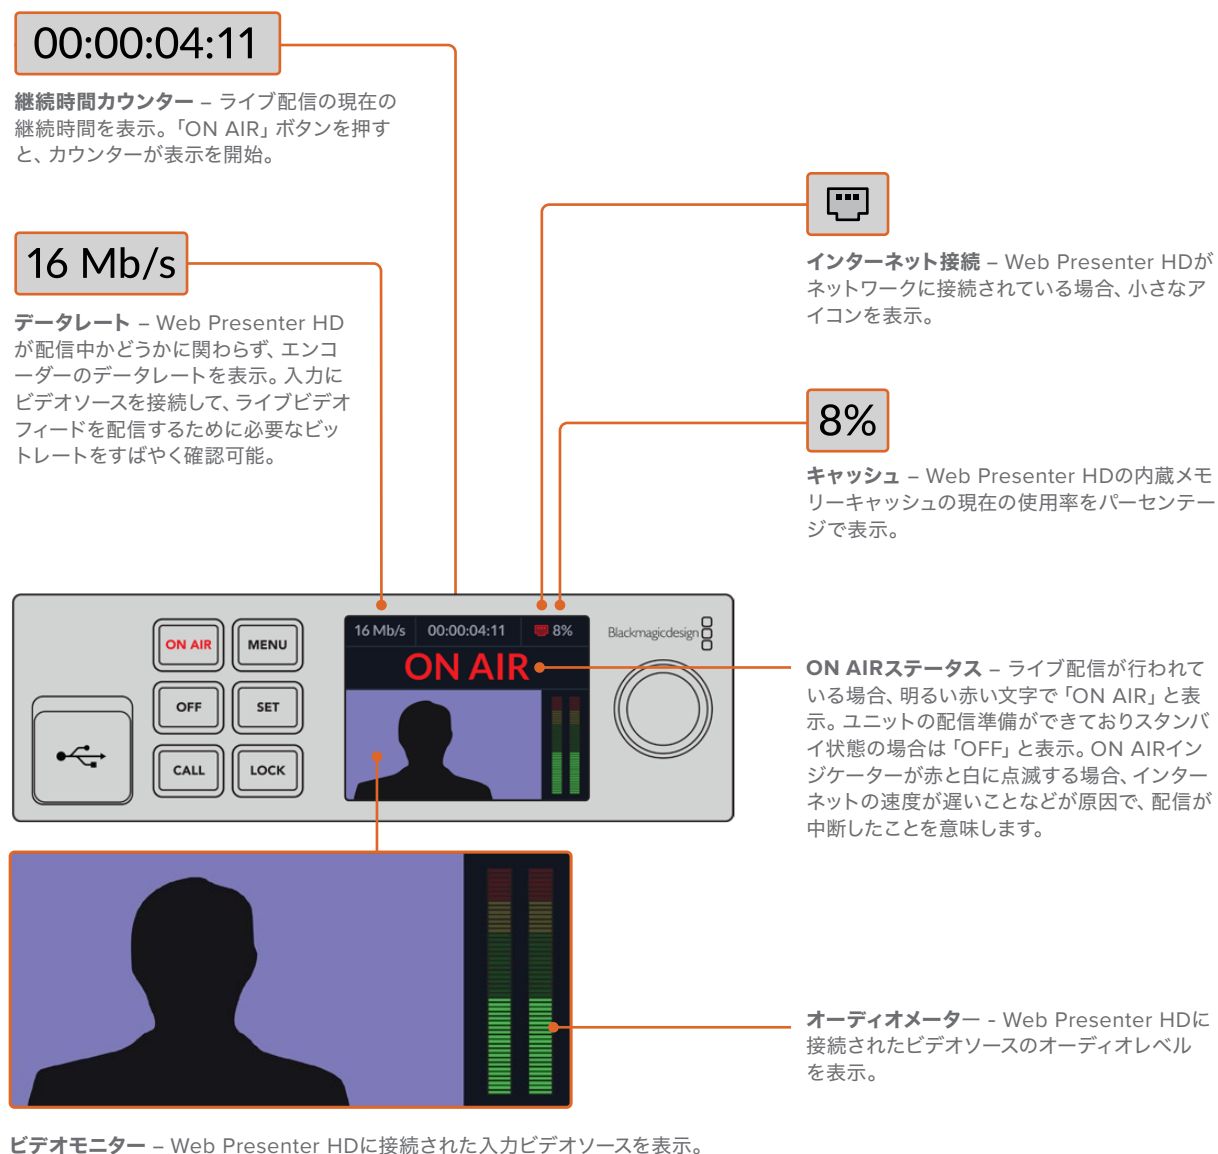 00:00:04:11
継続時間カウンター – ライブ配信の現在の
継続時間を表示。「ON AIR」ボタンを押す
と、カウンターが表示を開始。
16 Mb/s
データレート – Web Presenter HD
が配信中かどうかに関わらず、エンコ
ーダーのデータレートを表示。入力に
ビデオソースを接続して、ライブビデオ
フィードを配信するために必要なビッ
トレートをすばやく確認可能。
インターネット接続 – Web Presenter HDが
ネットワークに接続されている場合、小さなア
イコンを表示。
8%
キャッシュ – Web Presenter HDの内蔵メモ
リーキャッシュの現在の使用率をパーセンテー
ジで表示。
ON AIR
MENU
OFF
SET
CALL
LOCK
16 Mb/s 00:00:04:11 8%
ON AIR
Blackmagicdesign
ON AIRステータス – ライブ配信が行われて
いる場合、明るい赤い文字で「ON AIR」と表
示。ユニットの配信準備ができておりスタンバ
イ状態の場合は「OFF」と表示。ON AIRイン
ジケーターが赤と白に点滅する場合、インター
ネットの速度が遅いことなどが原因で、配信が
中断したことを意味します。
オーディオメーター - Web Presenter HDに
接続されたビデオソースのオーディオレベル
を表示。
ビデオモニター – Web Presenter HDに接続された入力ビデオソースを表示。